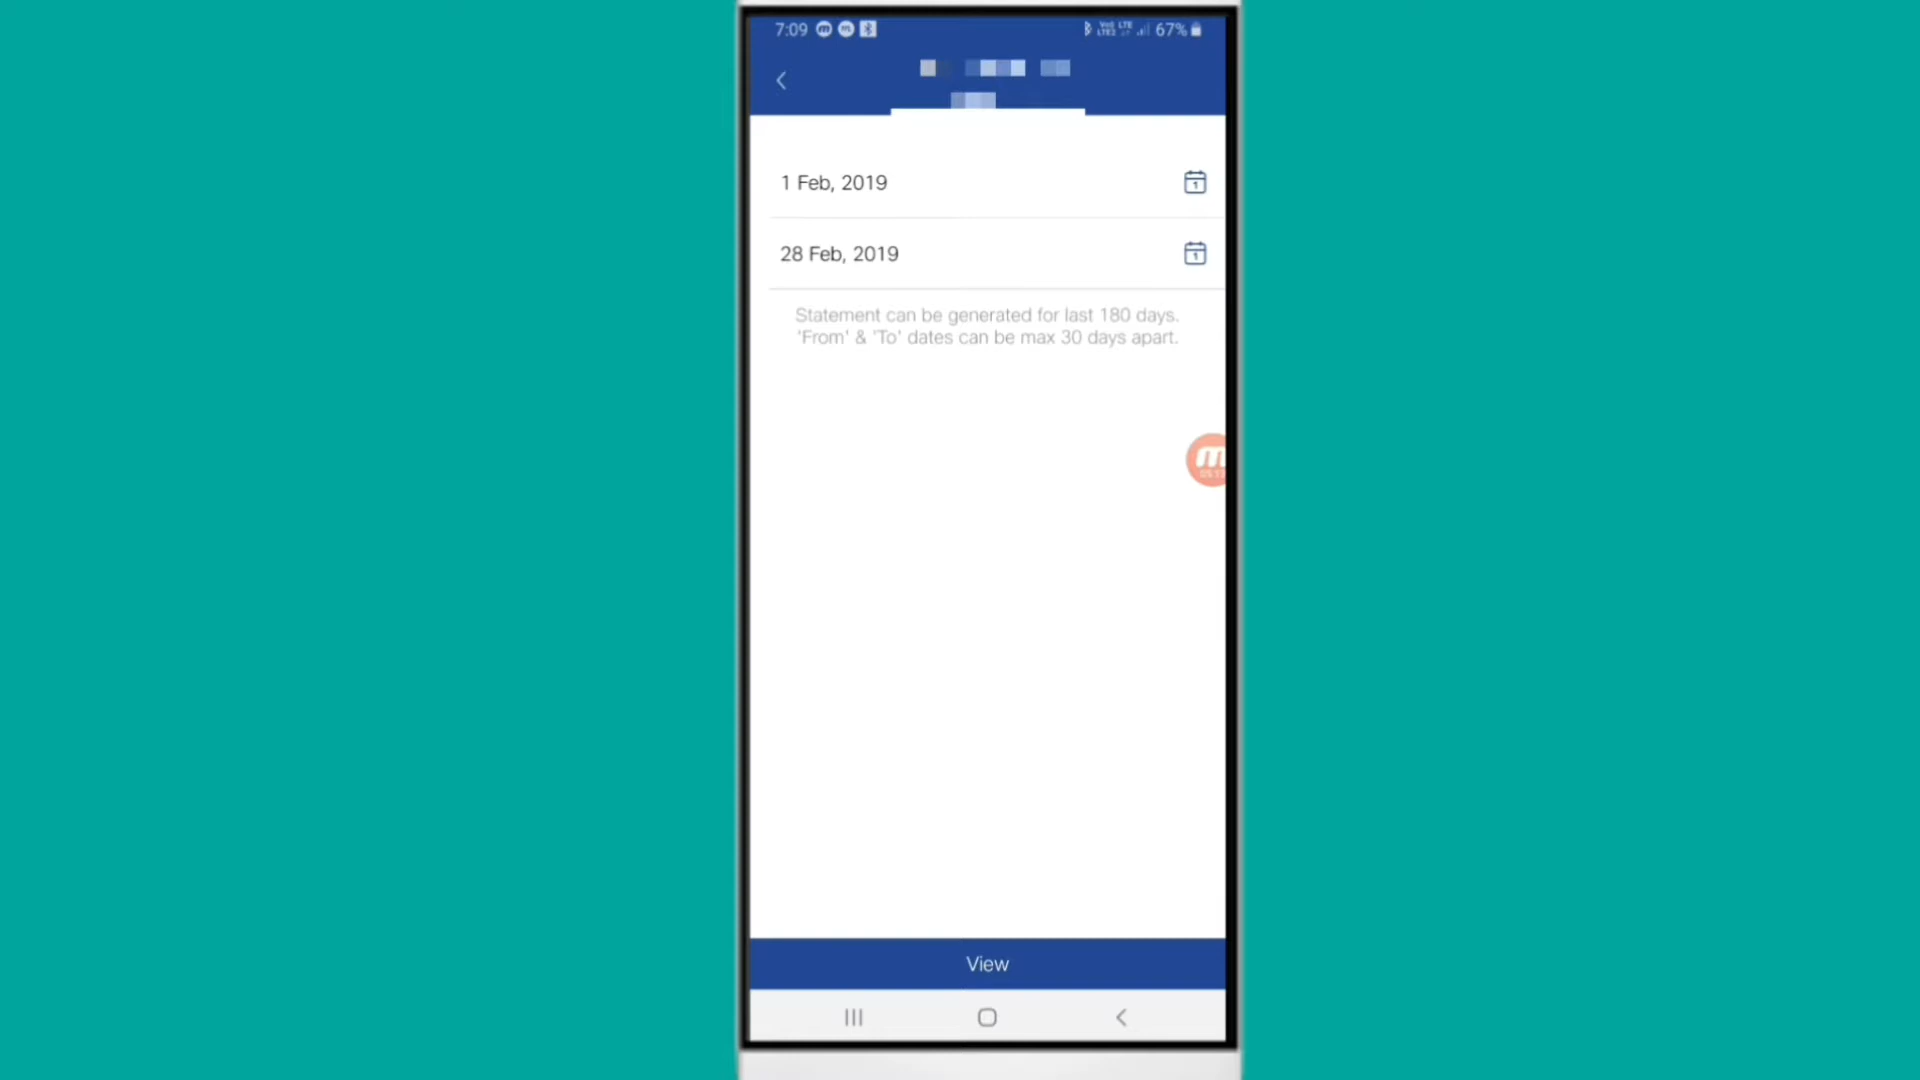 7:09
67%
1 Feb, 2019
28 Feb, 2019
Statement can be generated for last 180 days.
'From' & 'To' dates can be max 30 days apart.
View